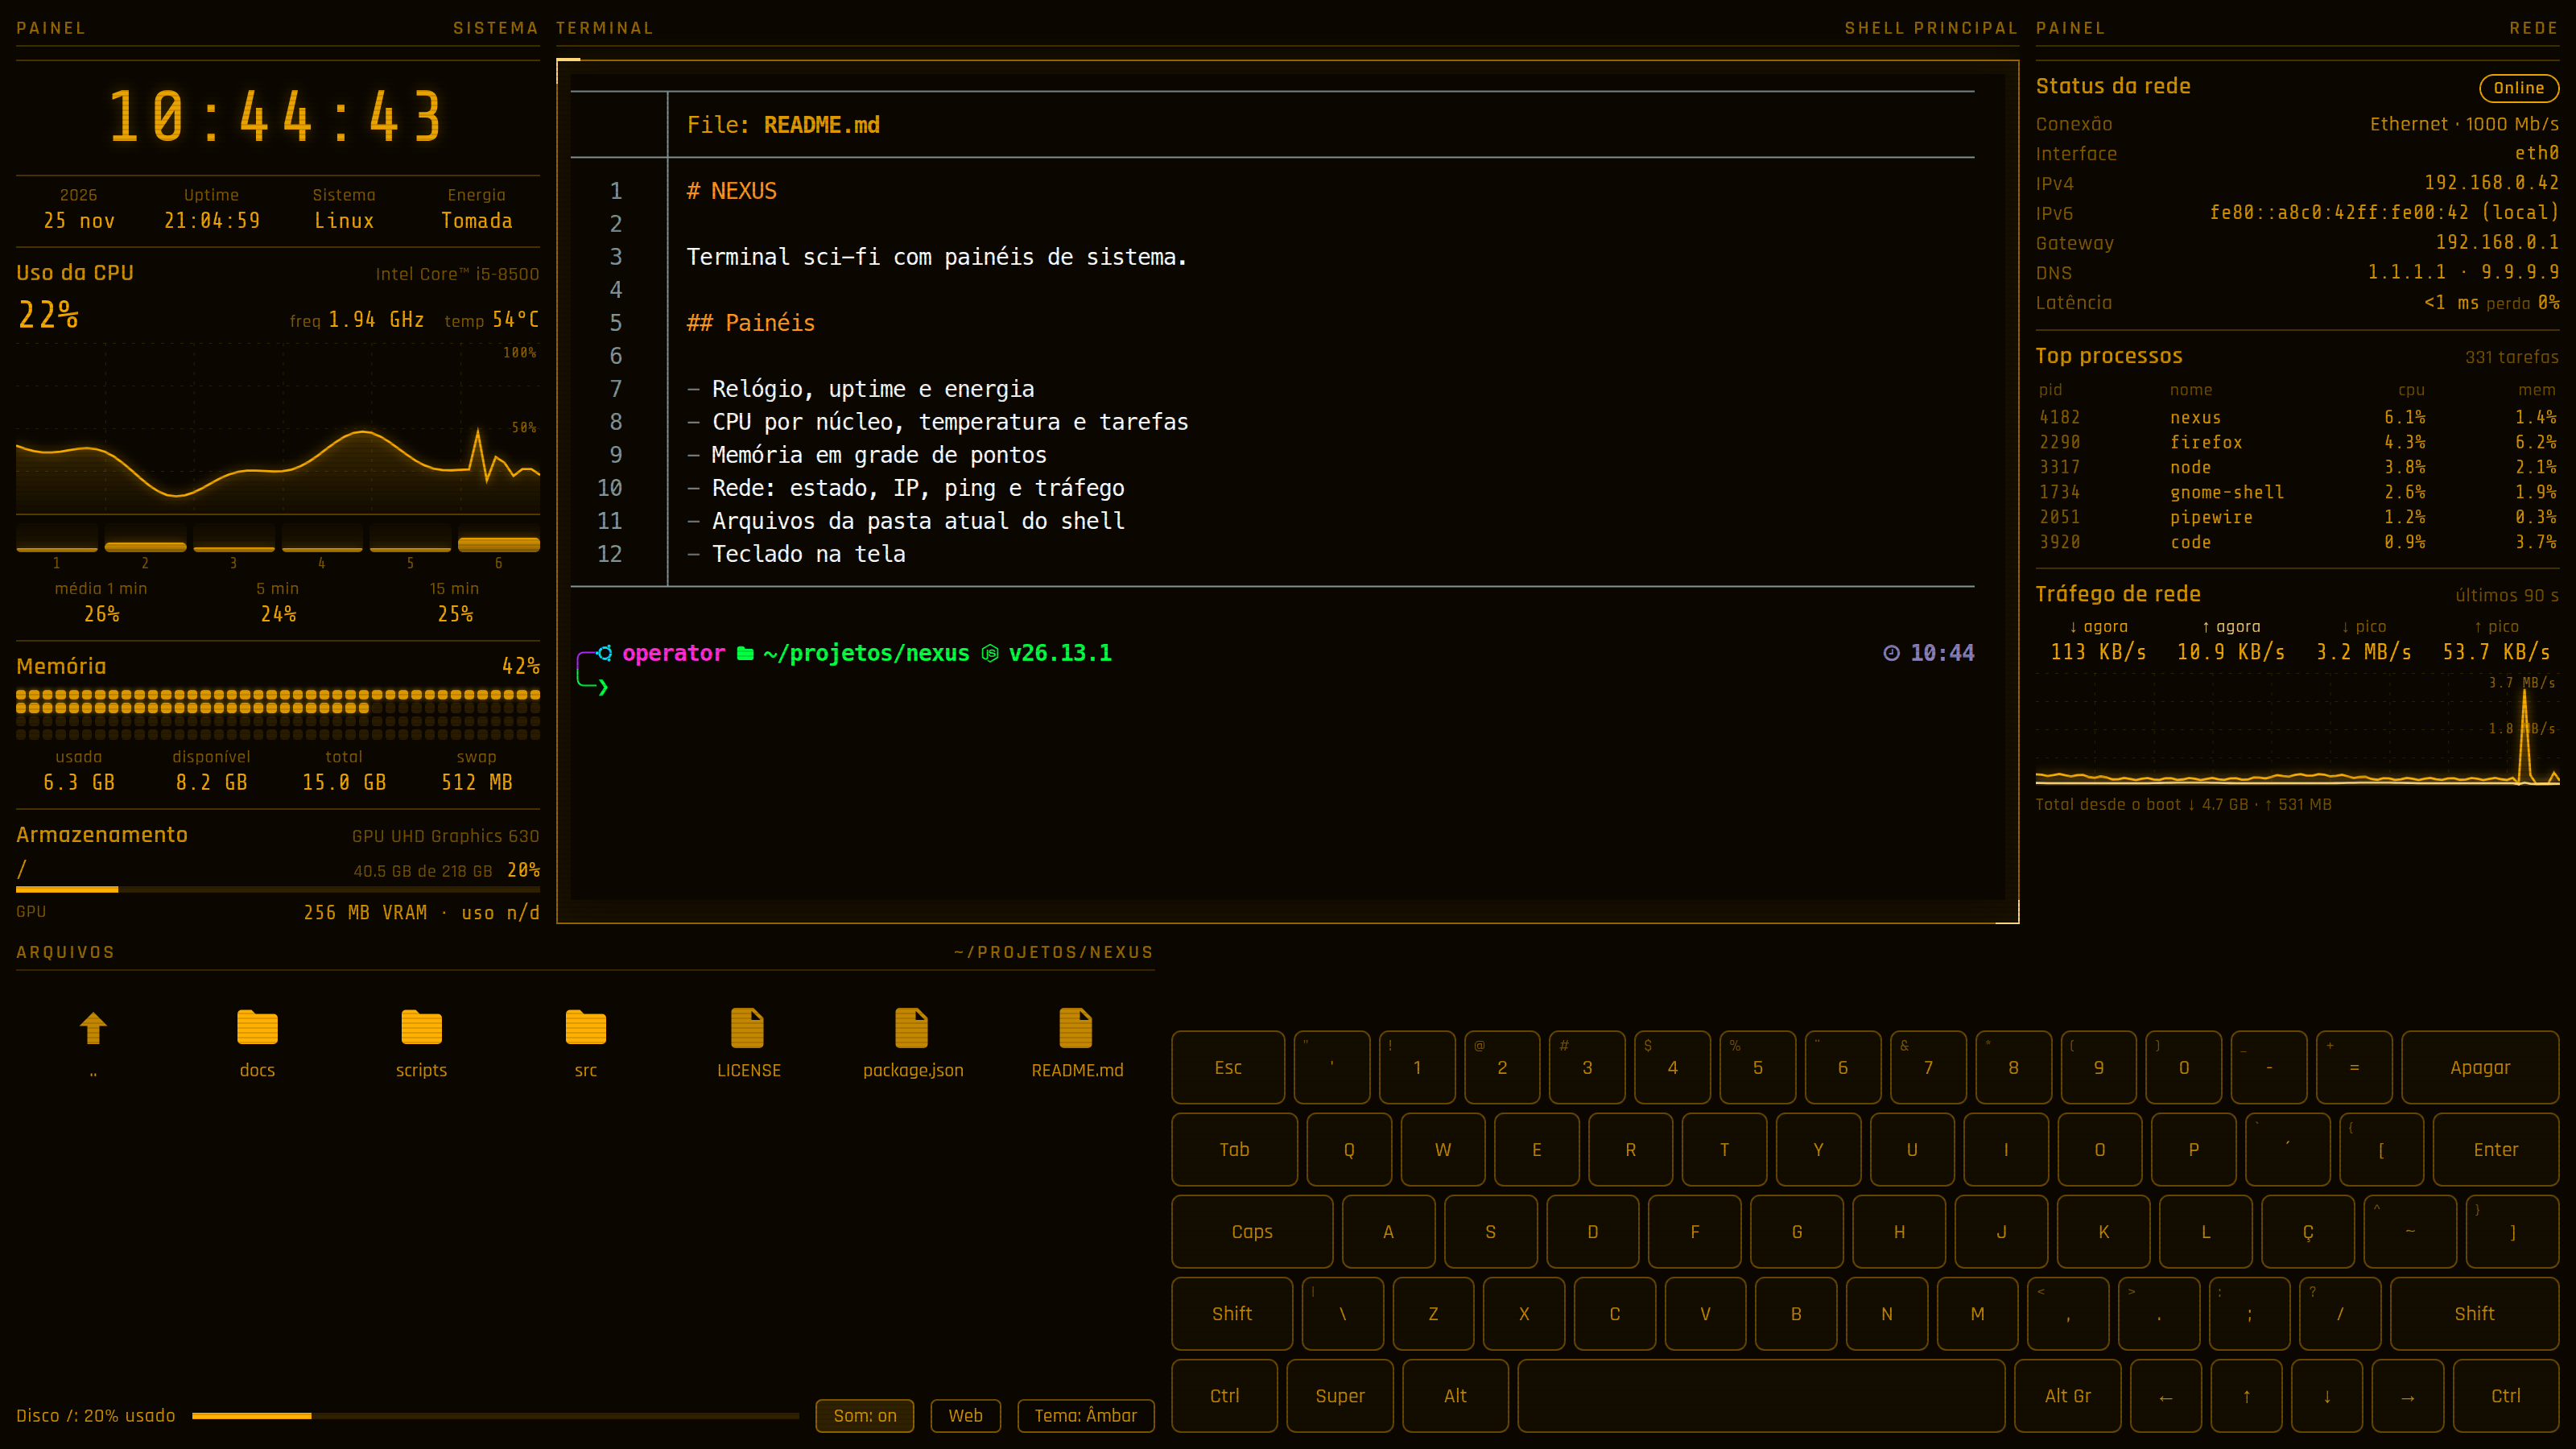 PAINEL SISTEMA
10:44:43
2026 Uptime Sistema Energia
25 nov 21:04:59 Linux Tomada
Uso da CPU Intel Core™ i5-8500
22% freq 1.94 GHz temp 54°C
100%
50%
1 2 3 4 5 6
média 1 min 5 min 15 min
26% 24% 25%
Memória 42%
usada disponível total swap
6.3 GB 8.2 GB 15.0 GB 512 MB
Armazenamento GPU UHD Graphics 630
/ 40.5 GB de 218 GB 20%
GPU 256 MB VRAM · uso n/d
TERMINAL SHELL PRINCIPAL
File: README.md
1 # NEXUS
2
3 Terminal sci-fi com painéis de sistema.
4
5 ## Painéis
6
7 - Relógio, uptime e energia
8 - CPU por núcleo, temperatura e tarefas
9 - Memória em grade de pontos
10 - Rede: estado, IP, ping e tráfego
11 - Arquivos da pasta atual do shell
12 - Teclado na tela
operator ~/projetos/nexus v26.13.1 10:44
❯
PAINEL REDE
Status da rede Online
Conexão Ethernet · 1000 Mb/s
Interface eth0
IPv4 192.168.0.42
IPv6 fe80::a8c0:42ff:fe00:42 (local)
Gateway 192.168.0.1
DNS 1.1.1.1 · 9.9.9.9
Latência <1 ms perda 0%
Top processos 331 tarefas
pid nome cpu mem
4182 nexus 6.1% 1.4%
2290 firefox 4.3% 6.2%
3317 node 3.8% 2.1%
1734 gnome-shell 2.6% 1.9%
2051 pipewire 1.2% 0.3%
3920 code 0.9% 3.7%
Tráfego de rede últimos 90 s
↓ agora ↑ agora ↓ pico ↑ pico
113 KB/s 10.9 KB/s 3.2 MB/s 53.7 KB/s
3.7 MB/s
1.8 MB/s
Total desde o boot ↓ 4.7 GB · ↑ 531 MB
ARQUIVOS ~/PROJETOS/NEXUS
.. docs scripts src LICENSE package.json README.md
Disco /: 20% usado Som: on Web Tema: Âmbar
Esc " ' ! 1 @ 2 # 3 $ 4 % 5 ¨ 6 & 7 * 8 ( 9 ) 0 _ - + = Apagar
Tab Q W E R T Y U I O P ` ´ { [ Enter
Caps A S D F G H J K L Ç ^ ~ } ]
Shift | \ Z X C V B N M < , > . : ; ? / Shift
Ctrl Super Alt Alt Gr ← ↑ ↓ → Ctrl